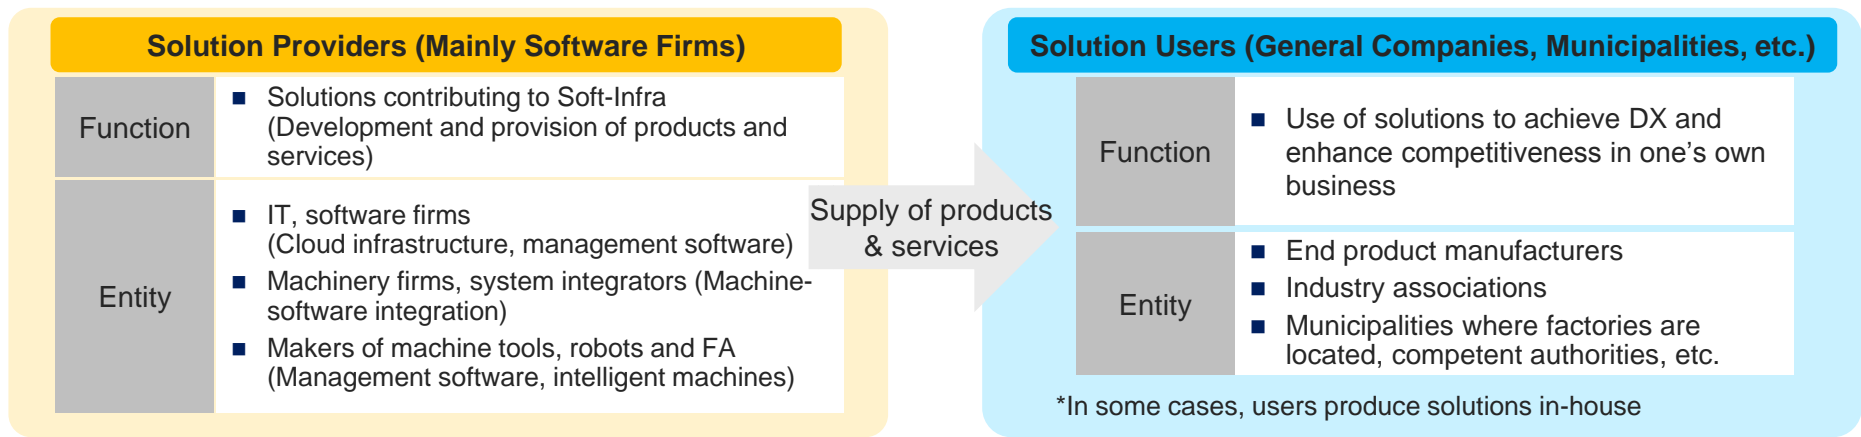 Solution Providers (Mainly Software Firms)
Function
■ Solutions contributing to Soft-Infra
(Development and provision of products and
services)
Entity
■ IT, software firms
(Cloud infrastructure, management software)
■ Machinery firms, system integrators (Machine-
software integration)
■ Makers of machine tools, robots and FA
(Management software, intelligent machines)
Supply of products
& services
Solution Users (General Companies, Municipalities, etc.)
Function
■ Use of solutions to achieve DX and
enhance competitiveness in one’s own
business
Entity
■ End product manufacturers
■ Industry associations
■ Municipalities where factories are
located, competent authorities, etc.
*In some cases, users produce solutions in-house